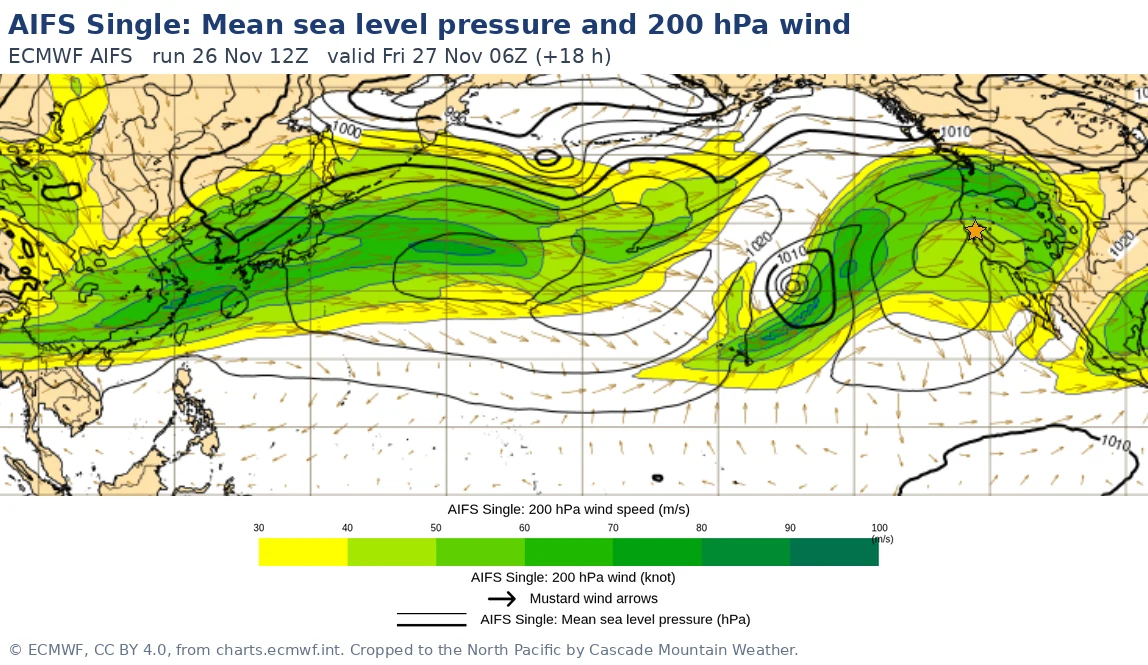 AIFS Single: Mean sea level pressure and 200 hPa wind
ECMWF AIFS run 26 Nov 12Z valid Fri 27 Nov 06Z (+18 h)
1000
990
1010
1020
1010
1020
1010
AIFS Single: 200 hPa wind speed (m/s)
30 40 50 60 70 80 90 100
(m/s)
AIFS Single: 200 hPa wind (knot)
Mustard wind arrows
AIFS Single: Mean sea level pressure (hPa)
© ECMWF, CC BY 4.0, from charts.ecmwf.int. Cropped to the North Pacific by Cascade Mountain Weather.